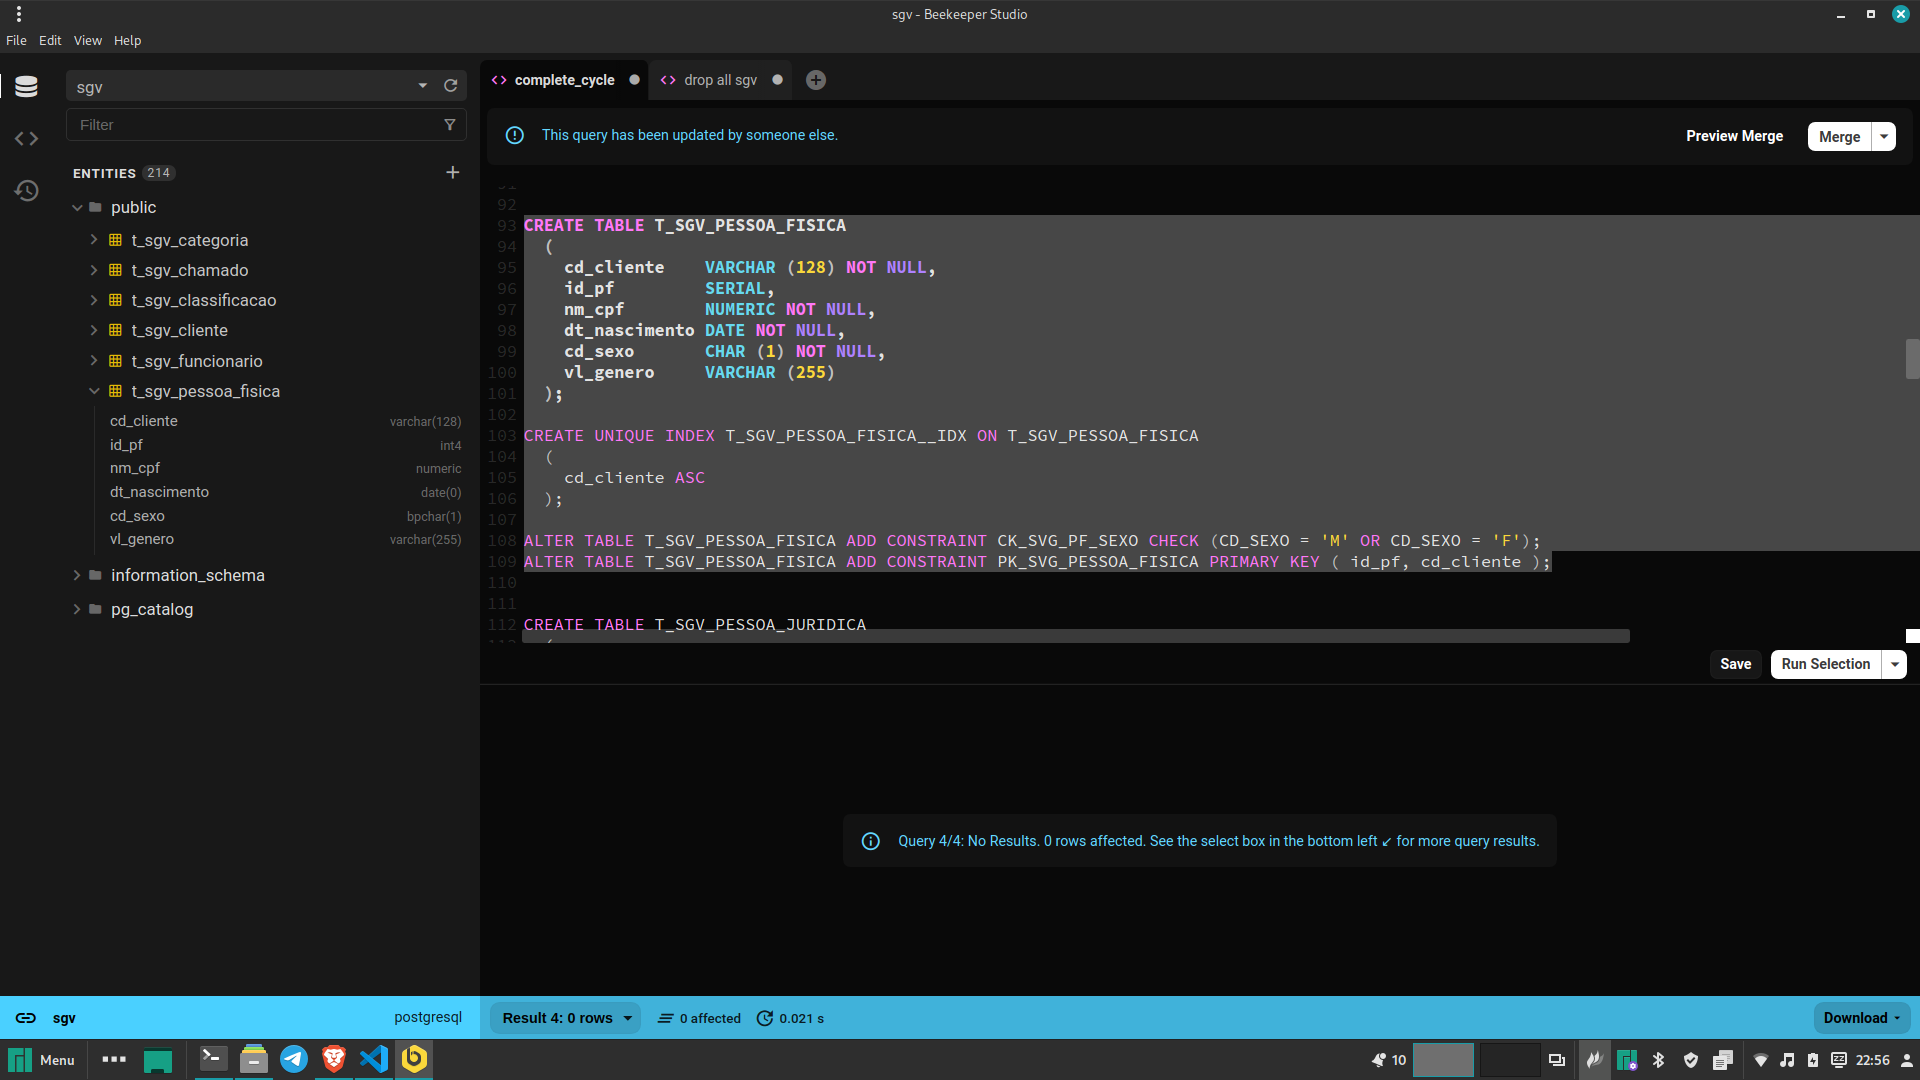 sgv - Beekeeper Studio
File Edit View Help
sgv
Filter
ENTITIES 214
public
t_sgv_categoria
t_sgv_chamado
t_sgv_classificacao
t_sgv_cliente
t_sgv_funcionario
t_sgv_pessoa_fisica
cd_cliente varchar(128)
id_pf int4
nm_cpf numeric
dt_nascimento date(0)
cd_sexo bpchar(1)
vl_genero varchar(255)
information_schema
pg_catalog
complete_cycle
drop all sgv
This query has been updated by someone else.
Preview Merge
Merge
91
92
93 CREATE TABLE T_SGV_PESSOA_FISICA
94 (
95 cd_cliente VARCHAR (128) NOT NULL,
96 id_pf SERIAL,
97 nm_cpf NUMERIC NOT NULL,
98 dt_nascimento DATE NOT NULL,
99 cd_sexo CHAR (1) NOT NULL,
100 vl_genero VARCHAR (255)
101 );
102
103 CREATE UNIQUE INDEX T_SGV_PESSOA_FISICA__IDX ON T_SGV_PESSOA_FISICA
104 (
105 cd_cliente ASC
106 );
107
108 ALTER TABLE T_SGV_PESSOA_FISICA ADD CONSTRAINT CK_SVG_PF_SEXO CHECK (CD_SEXO = 'M' OR CD_SEXO = 'F');
109 ALTER TABLE T_SGV_PESSOA_FISICA ADD CONSTRAINT PK_SVG_PESSOA_FISICA PRIMARY KEY ( id_pf, cd_cliente );
110
111
112 CREATE TABLE T_SGV_PESSOA_JURIDICA
113 (
Save
Run Selection
Query 4/4: No Results. 0 rows affected. See the select box in the bottom left ↙ for more query results.
sgv
postgresql
Result 4: 0 rows
0 affected
0.021 s
Download
Menu
10
22:56